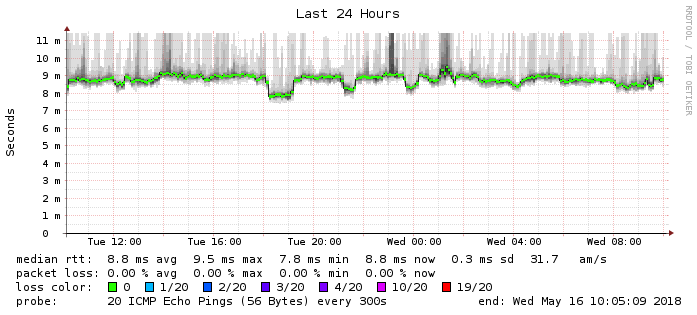 Last 24 Hours
RRDTOOL / TOBI OETIKER
Seconds
11 m
10 m
9 m
8 m
7 m
6 m
5 m
4 m
3 m
2 m
1 m
0
Tue 12:00 Tue 16:00 Tue 20:00 Wed 00:00 Wed 04:00 Wed 08:00
median rtt: 8.8 ms avg 9.5 ms max 7.8 ms min 8.8 ms now 0.3 ms sd 31.7 am/s
packet loss: 0.00 % avg 0.00 % max 0.00 % min 0.00 % now
loss color: 0 1/20 2/20 3/20 4/20 10/20 19/20
probe: 20 ICMP Echo Pings (56 Bytes) every 300s end: Wed May 16 10:05:09 2018